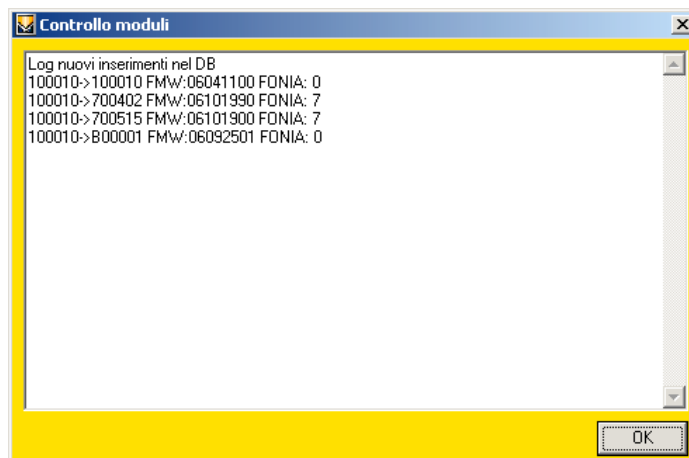 Controllo moduli
Log nuovi inserimenti nel DB
100010->100010 FMW:06041100 FONIA: 0
100010->700402 FMW:06101990 FONIA: 7
100010->700515 FMW:06101900 FONIA: 7
100010->B00001 FMW:06092501 FONIA: 0
OK